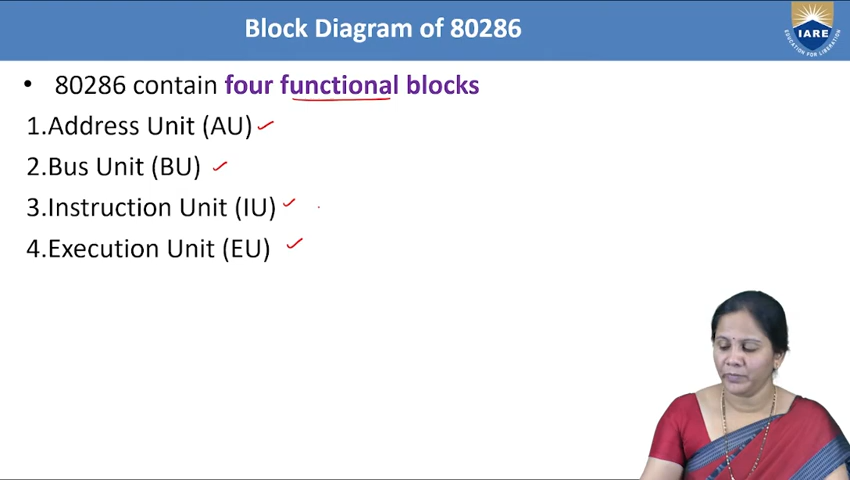 Block Diagram of 80286
IARE
EDUCATION FOR LIBERATION
• 80286 contain four functional blocks
1.Address Unit (AU)
2.Bus Unit (BU)
3.Instruction Unit (IU)
4.Execution Unit (EU)